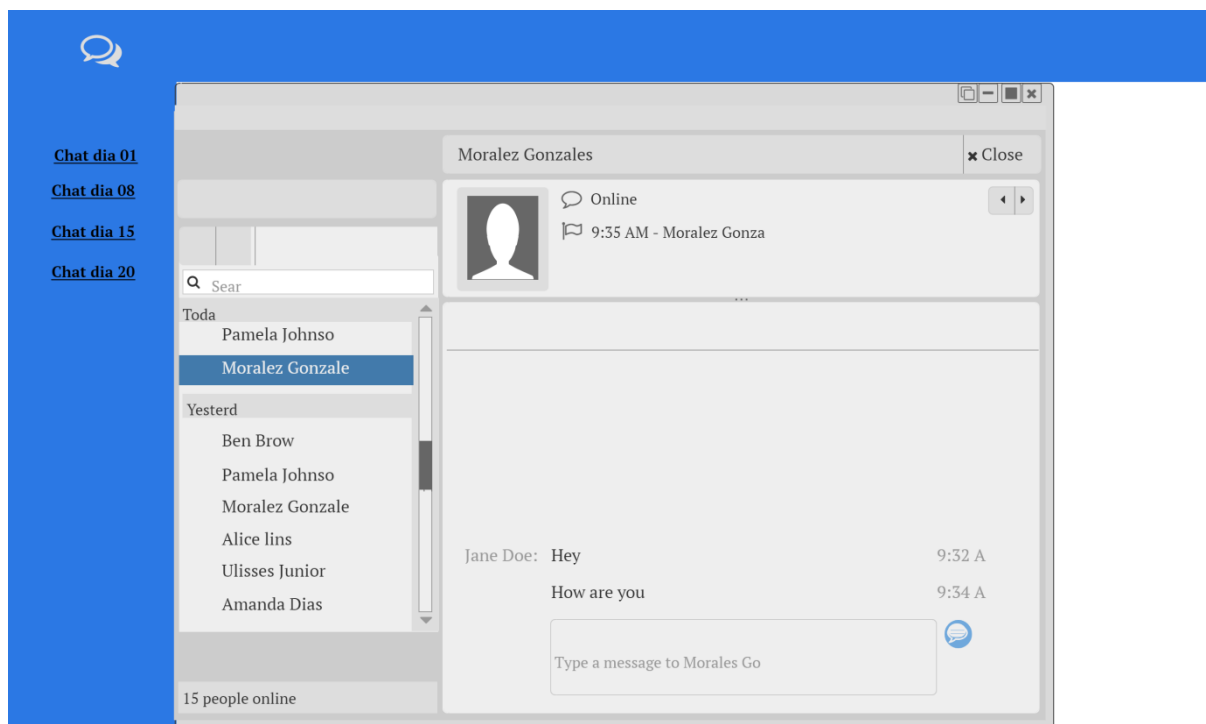 Chat dia 01
Chat dia 08
Chat dia 15
Chat dia 20
Sear
Toda
Pamela Johnso
Moralez Gonzale
Yesterd
Ben Brow
Pamela Johnso
Moralez Gonzale
Alice lins
Ulisses Junior
Amanda Dias
15 people online
Moralez Gonzales
Close
Online
9:35 AM - Moralez Gonza
Jane Doe: Hey 9:32 A
How are you 9:34 A
Type a message to Morales Go